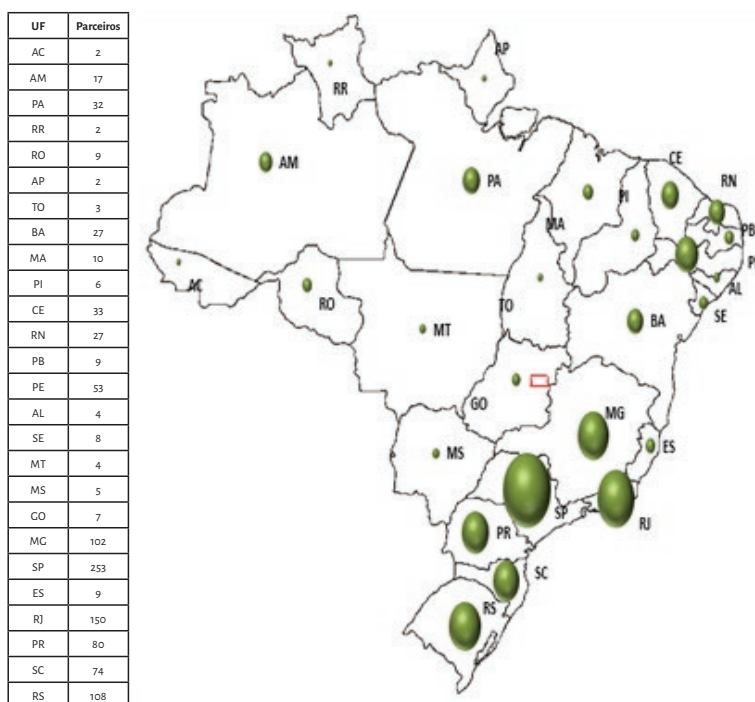 UF Parceiros
AC 2
AM 17
PA 32
RR 2
RO 9
AP 2
TO 3
BA 27
MA 10
PI 6
CE 33
RN 27
PB 9
PE 53
AL 4
SE 8
MT 4
MS 5
GO 7
MG 102
SP 253
ES 9
RJ 150
PR 80
SC 74
RS 108
AP
RR
CE
AM
PA
PI
RN
MA
PB
P
AC
RO
TO
AL
SE
MT
BA
GO
MG
MS
ES
SP
RJ
PR
SC
RS